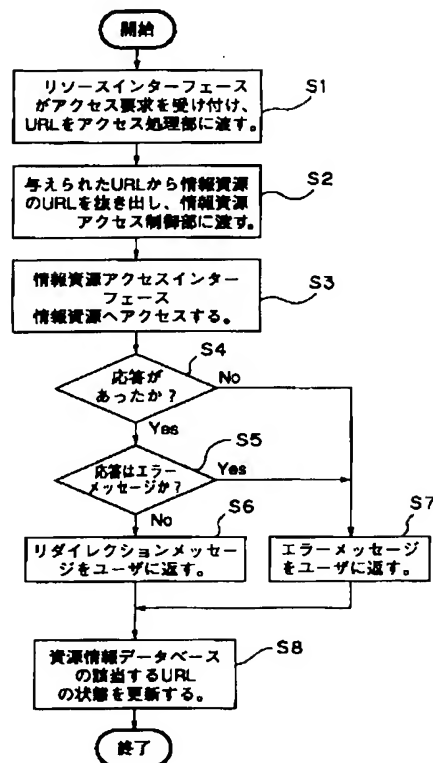 開始
リソースインターフェース
がアクセス要求を受け付け、
URLをアクセス処理部に渡す。
S1
与えられたURLから情報資源
のURLを抜き出し、情報資源
アクセス制御部に渡す。
S2
情報資源アクセスインター
フェース
情報資源へアクセスする。
S3
S4
応答が
あったか?
No
Yes
S5
応答はエラー
メッセージか?
Yes
No
S6
リダイレクションメッセー
ジをユーザに返す。
S7
エラーメッセージ
をユーザに返す。
資源情報データベース
の該当するURL
の状態を更新する。
S8
終了